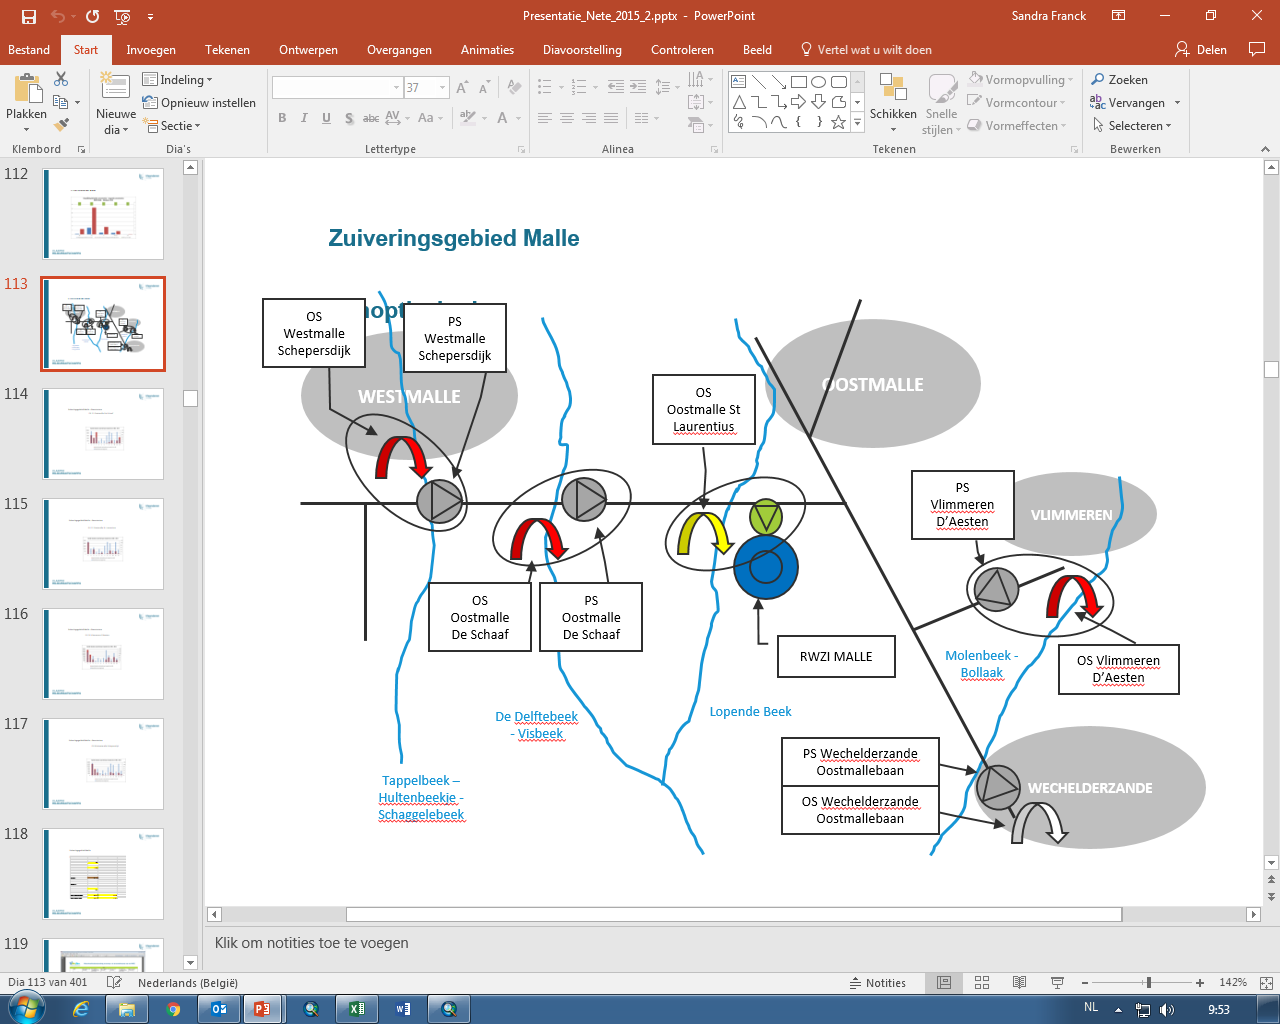 Presentatie_Nete_2015_2.pptx - PowerPoint
Sandra Franck
Bestand Start Invoegen Tekenen Ontwerpen Overgangen Animaties Diavoorstelling Controleren Beeld Vertel wat u wilt doen Delen
Plakken
Klembord
Nieuwe dia
Indeling
Opnieuw instellen
Sectie
Dia's
37
B I U S abc AV Aa A
Lettertype
Alinea
Schikken
Snelle stijlen
Vormopvulling
Vormcontour
Vormeffecten
Tekenen
Zoeken
Vervangen
Selecteren
Bewerken
112
113
114
115
116
117
118
119
Zuiveringsgebied Malle
OS
Westmalle
Schepersdijk
PS
Westmalle
Schepersdijk
WESTMALLE
OS
Oostmalle St
Laurentius
OOSTMALLE
PS
Vlimmeren
D'Aesten
VLIMMEREN
OS
Oostmalle
De Schaaf
PS
Oostmalle
De Schaaf
RWZI MALLE
Molenbeek -
Bollaak
OS Vlimmeren
D'Aesten
De Delftebeek
- Visbeek
Lopende Beek
Tappelbeek –
Hultenbeekje -
Schaggelebeek
PS Wechelderzande
Oostmallebaan
OS Wechelderzande
Oostmallebaan
WECHELDERZANDE
Klik om notities toe te voegen
Dia 113 van 401 Nederlands (België) Notities 142%
NL 9:53